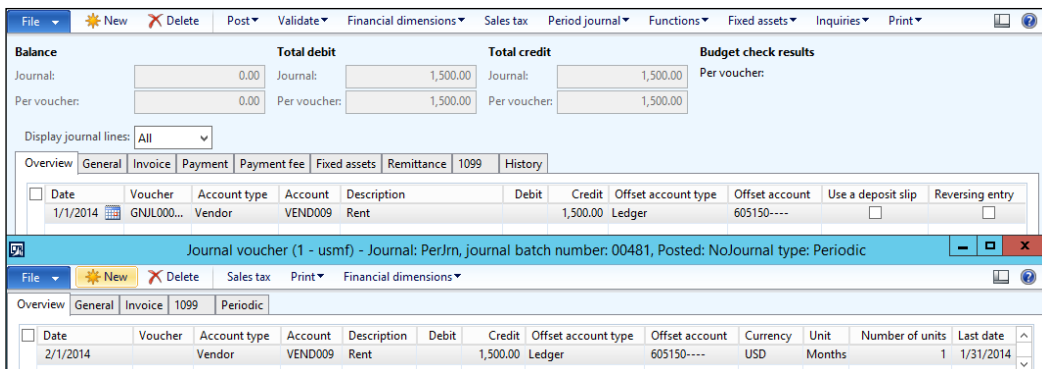 File New Delete Post Validate Financial dimensions Sales tax Period journal Functions Fixed assets Inquiries Print
Balance Total debit Total credit Budget check results
Journal: 0.00 Journal: 1,500.00 Journal: 1,500.00 Per voucher:
Per voucher: 0.00 Per voucher: 1,500.00 Per voucher: 1,500.00
Display journal lines: All
Overview General Invoice Payment Payment fee Fixed assets Remittance 1099 History
Date Voucher Account type Account Description Debit Credit Offset account type Offset account Use a deposit slip Reversing entry
1/1/2014 GNJL000... Vendor VEND009 Rent 1,500.00 Ledger 605150----
Journal voucher (1 - usmf) - Journal: PerJrn, journal batch number: 00481, Posted: NoJournal type: Periodic
File New Delete Sales tax Print Financial dimensions
Overview General Invoice 1099 Periodic
Date Voucher Account type Account Description Debit Credit Offset account type Offset account Currency Unit Number of units Last date
2/1/2014 Vendor VEND009 Rent 1,500.00 Ledger 605150---- USD Months 1 1/31/2014